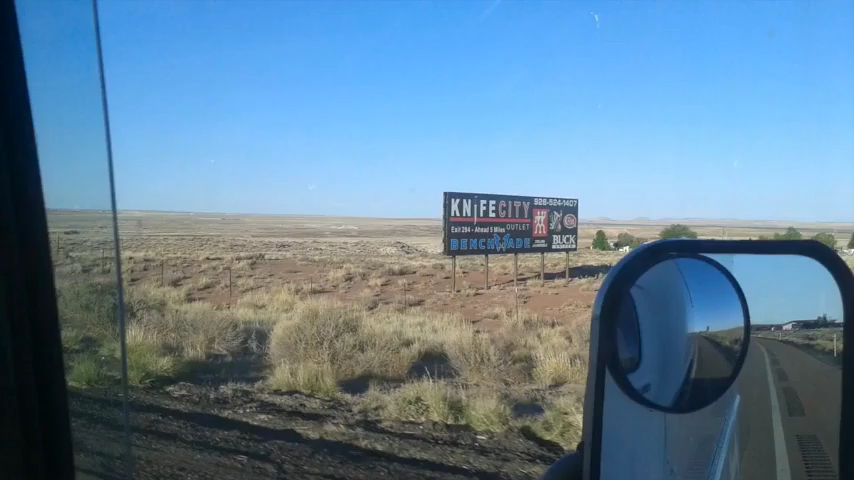 KNiFECITY
OUTLET
Exit 284 - Ahead 5 Miles
BENCHMADE
928-524-1407
BUCK